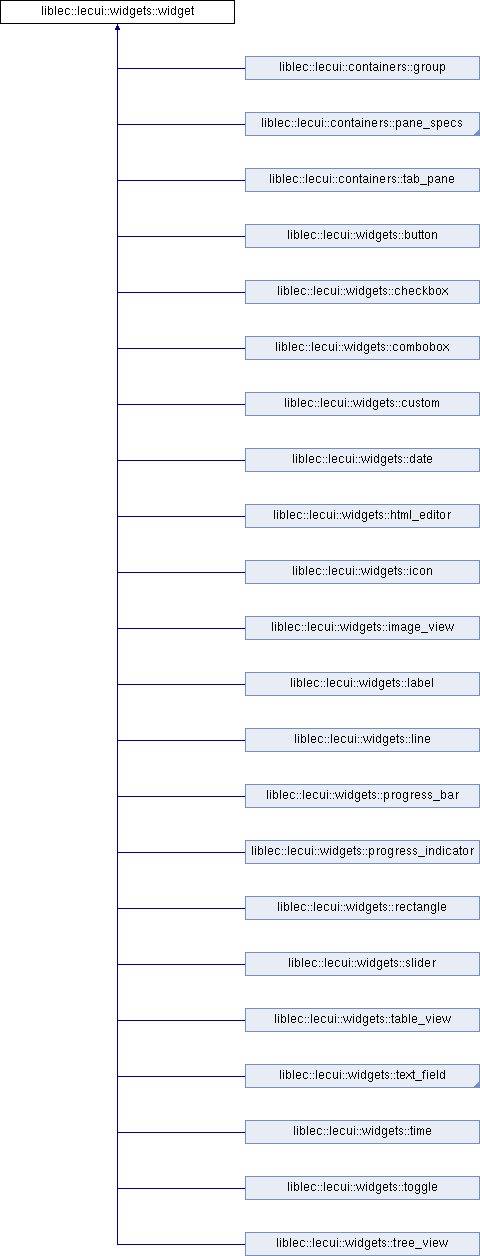 liblec::lecui::widgets::widget
liblec::lecui::containers::group
liblec::lecui::containers::pane_specs
liblec::lecui::containers::tab_pane
liblec::lecui::widgets::button
liblec::lecui::widgets::checkbox
liblec::lecui::widgets::combobox
liblec::lecui::widgets::custom
liblec::lecui::widgets::date
liblec::lecui::widgets::html_editor
liblec::lecui::widgets::icon
liblec::lecui::widgets::image_view
liblec::lecui::widgets::label
liblec::lecui::widgets::line
liblec::lecui::widgets::progress_bar
liblec::lecui::widgets::progress_indicator
liblec::lecui::widgets::rectangle
liblec::lecui::widgets::slider
liblec::lecui::widgets::table_view
liblec::lecui::widgets::text_field
liblec::lecui::widgets::time
liblec::lecui::widgets::toggle
liblec::lecui::widgets::tree_view